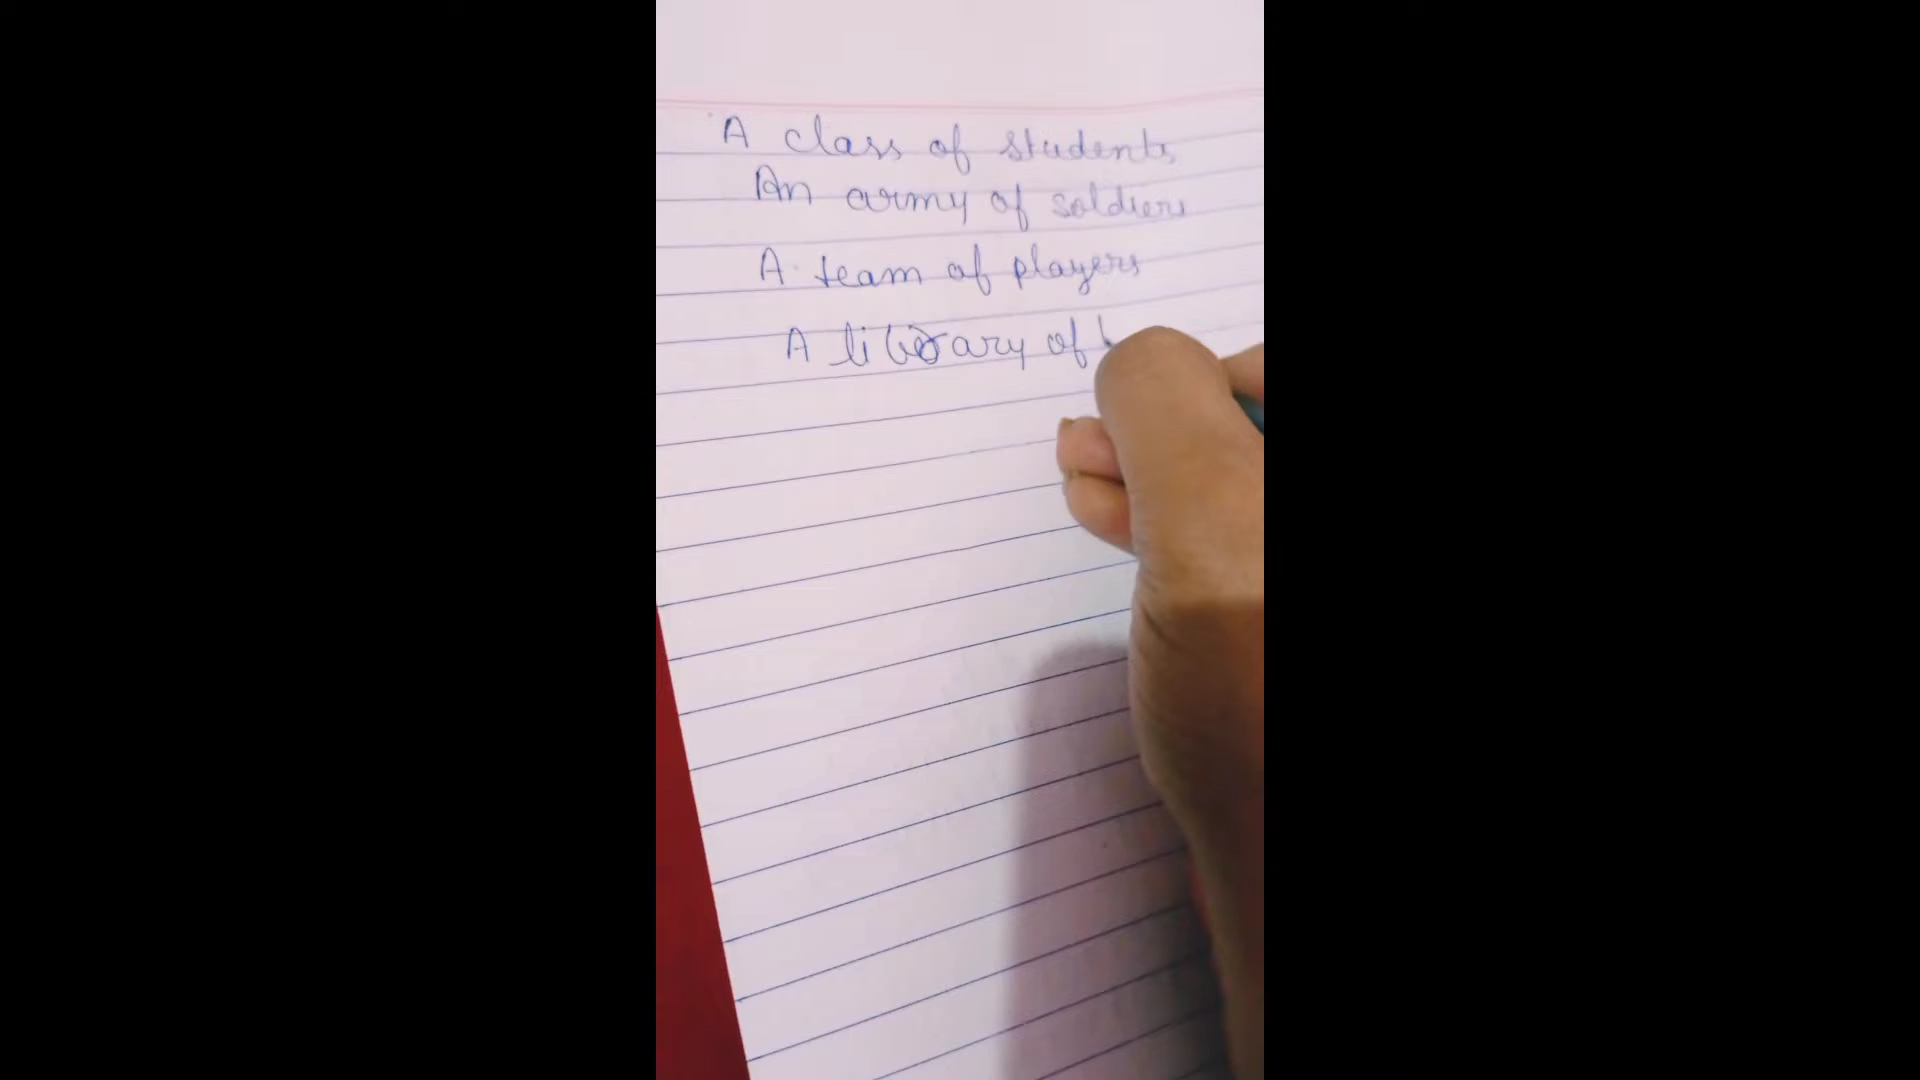 A class of students
An army of soldiers
A team of players
A library of